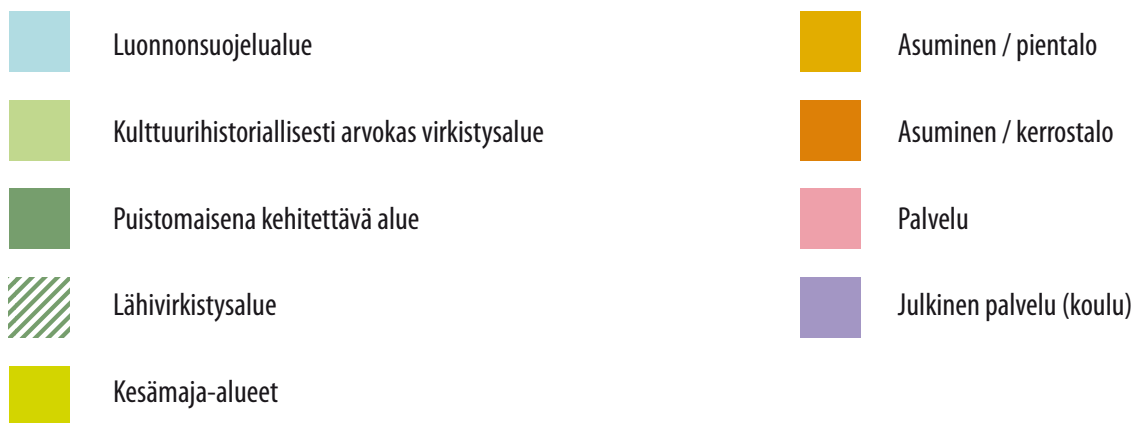 Luonnonsuojelualue
Kulttuurihistoriallisesti arvokas virkistysalue
Puistomaisena kehitettävä alue
Lähivirkistysalue
Kesämaja-alueet
Asuminen / pientalo
Asuminen / kerrostalo
Palvelu
Julkinen palvelu (koulu)